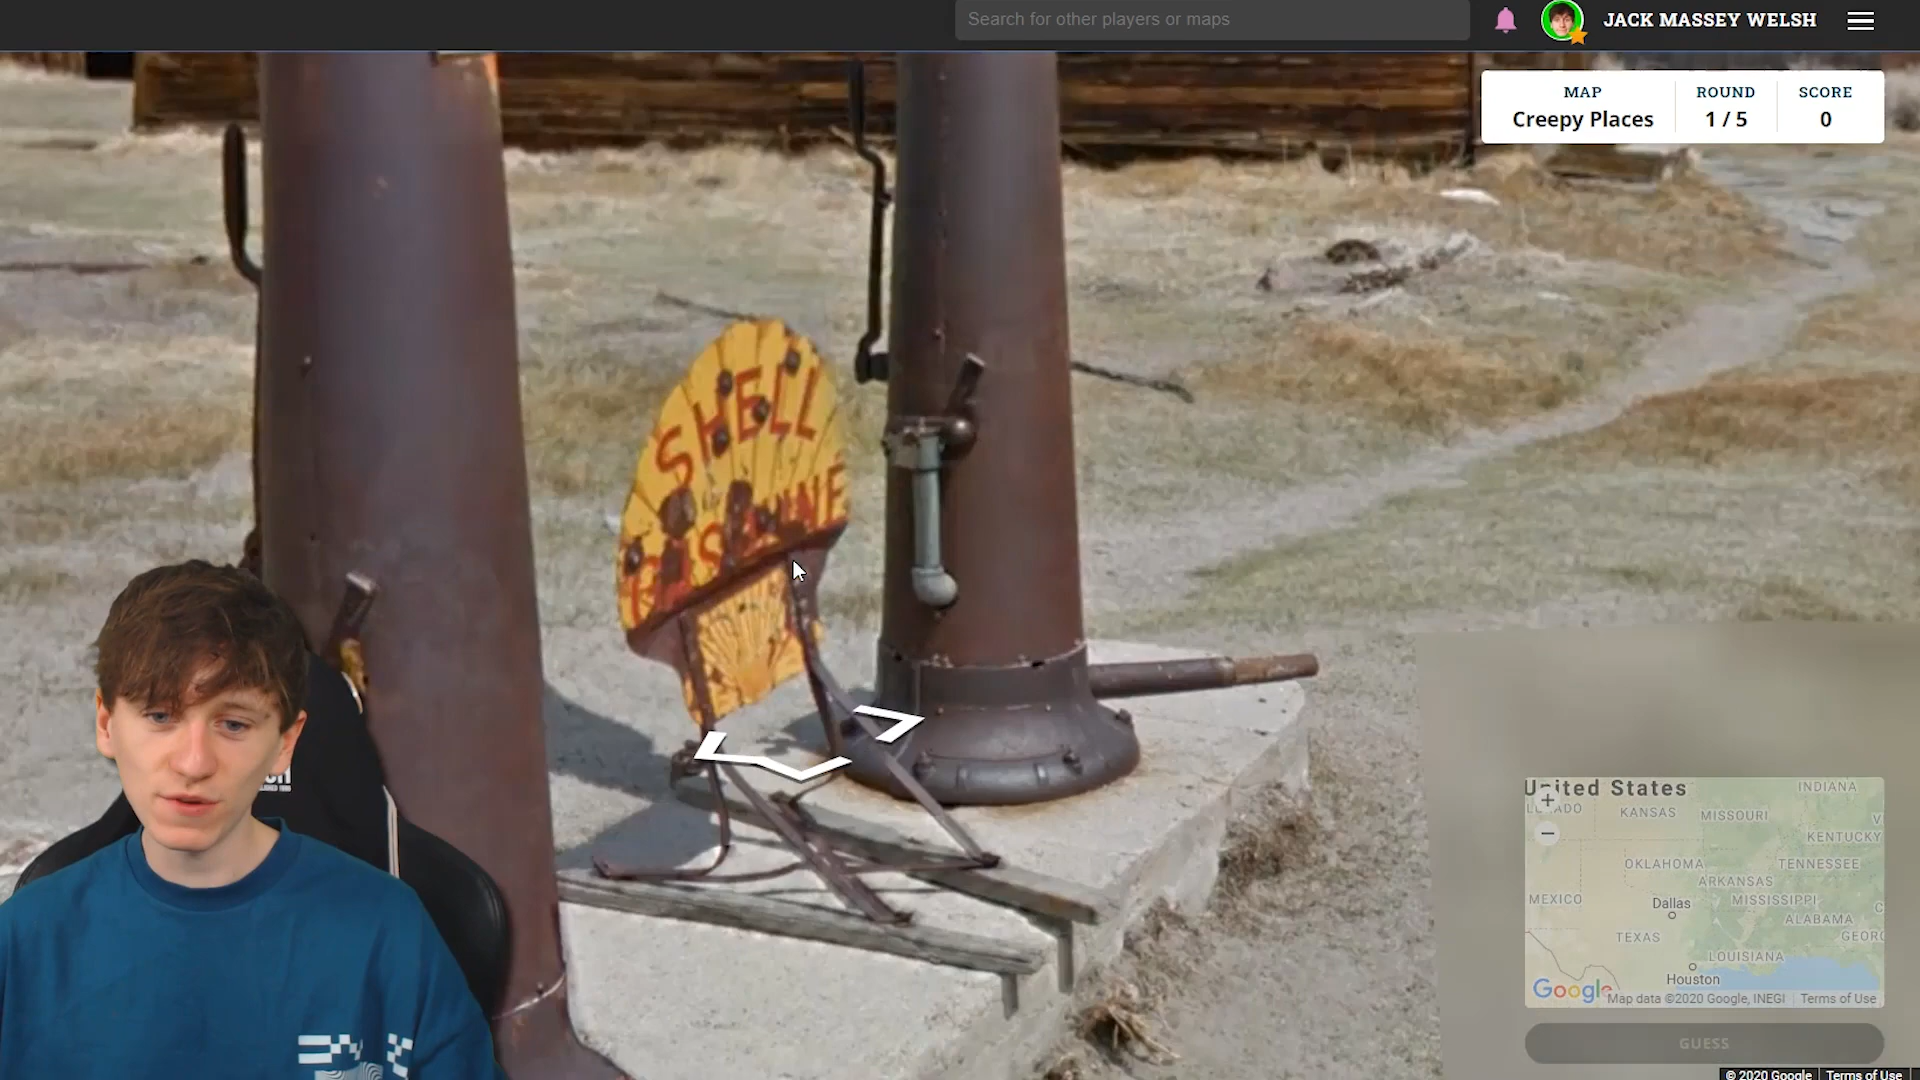 Search for other players or maps
JACK MASSEY WELSH
MAP
Creepy Places
ROUND
1 / 5
SCORE
0
SHELL
GASOLINE
United States
INDIANA
KANSAS
MISSOURI
KENTUCKY
OKLAHOMA
TENNESSEE
ARKANSAS
MEXICO
Dallas
MISSISSIPPI
ALABAMA
TEXAS
GEOR
LOUISIANA
Houston
Google
Map data ©2020 Google, INEGI
Terms of Use
GUESS
© 2020 Google
Terms of Use